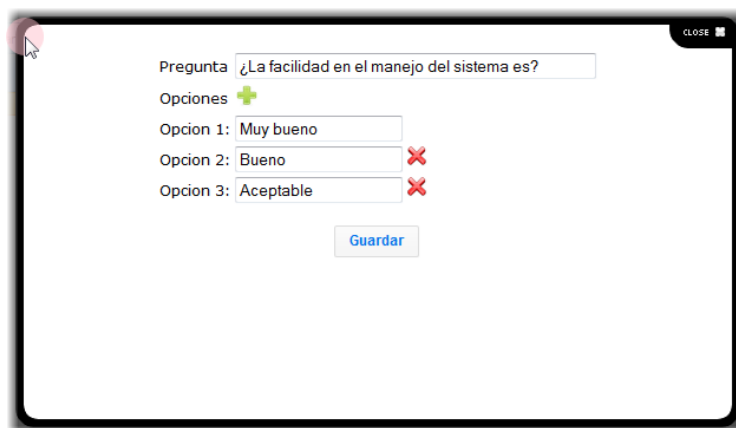 CLOSE
Pregunta ¿La facilidad en el manejo del sistema es?
Opciones
Opcion 1: Muy bueno
Opcion 2: Bueno
Opcion 3: Aceptable
Guardar